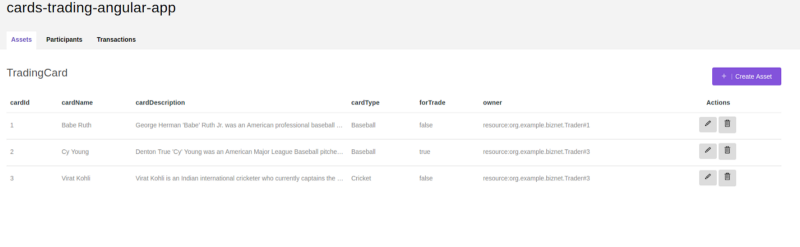 cards-trading-angular-app
Assets Participants Transactions
TradingCard
+ | Create Asset
cardId cardName cardDescription cardType forTrade owner Actions
1 Babe Ruth George Herman 'Babe' Ruth Jr. was an American professional baseball ... Baseball false resource:org.example.biznet.Trader#1
2 Cy Young Denton True 'Cy' Young was an American Major League Baseball pitche... Baseball true resource:org.example.biznet.Trader#3
3 Virat Kohli Virat Kohli is an Indian international cricketer who currently captains the ... Cricket false resource:org.example.biznet.Trader#3